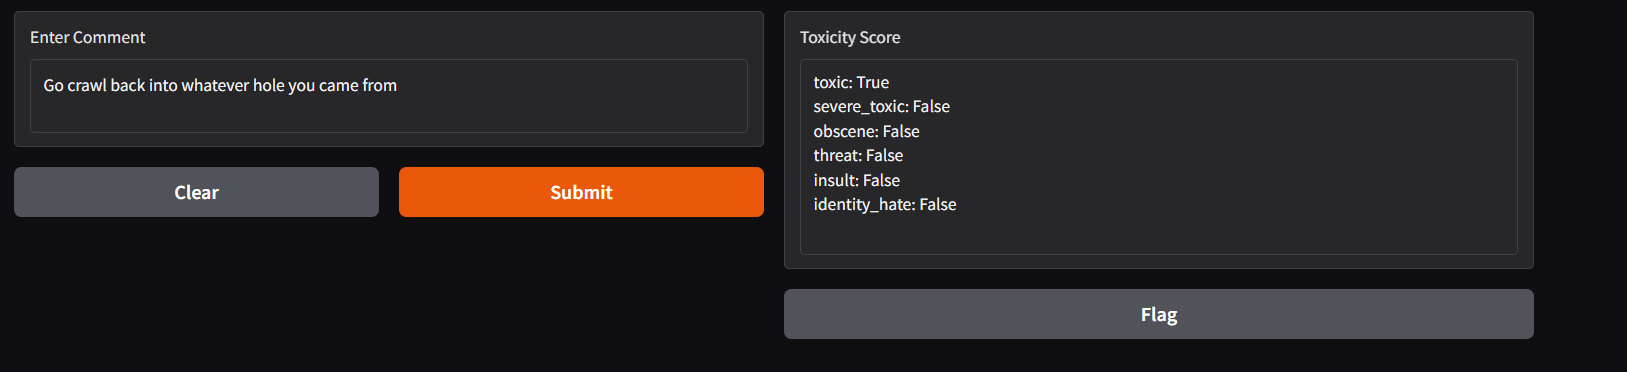 Enter Comment
Go crawl back into whatever hole you came from
Clear
Submit
Toxicity Score
toxic: True
severe_toxic: False
obscene: False
threat: False
insult: False
identity_hate: False
Flag